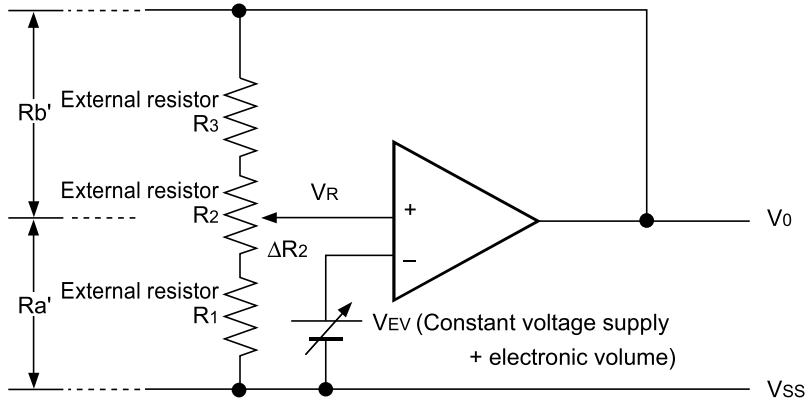 Rb'
External resistor
R3
External resistor
R2
VR
+
V0
ΔR2
−
Ra'
External resistor
R1
VEV (Constant voltage supply
+ electronic volume)
VSS